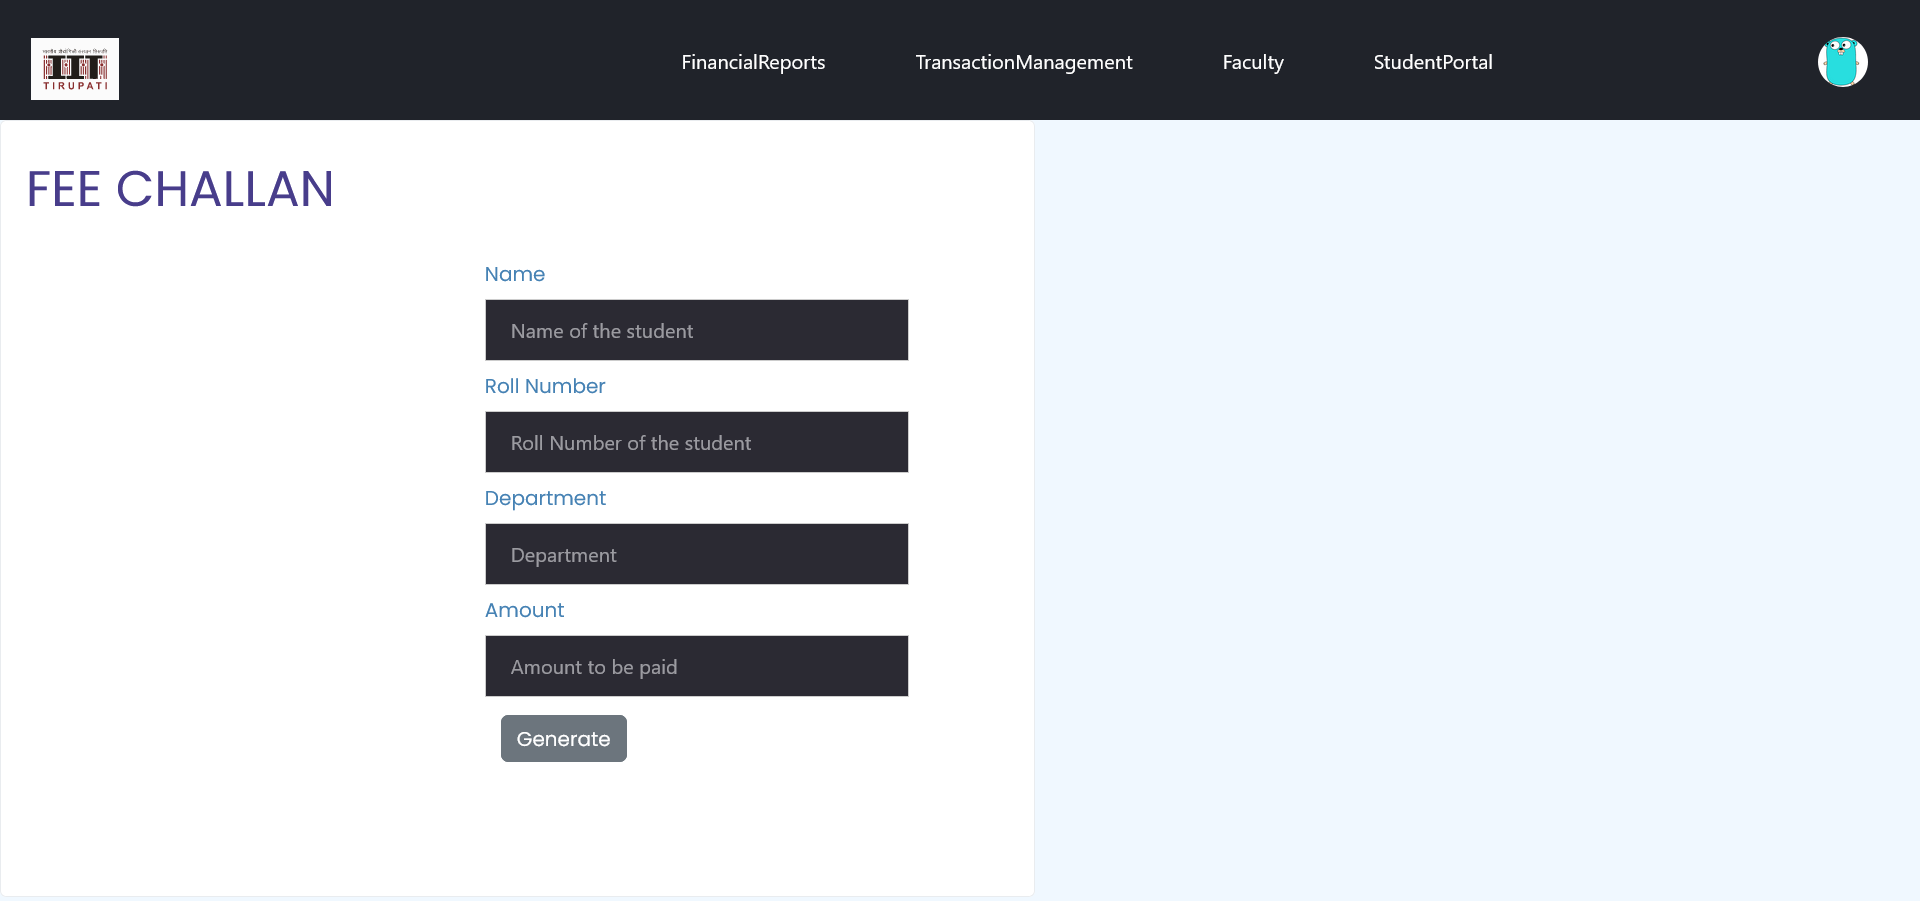 IIT
TIRUPATI
FinancialReports
TransactionManagement
Faculty
StudentPortal
FEE CHALLAN
Name
Name of the student
Roll Number
Roll Number of the student
Department
Department
Amount
Amount to be paid
Generate